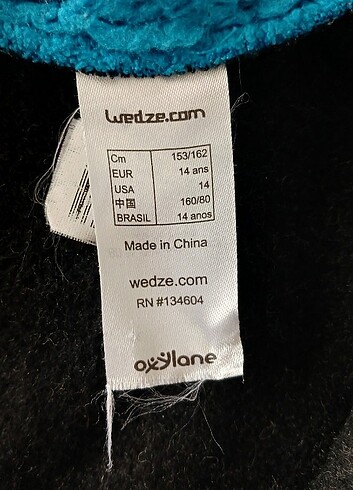 wedze.com
Cm 153/162
EUR 14 ans
USA 14
中国 160/80
BRASIL 14 anos
Made in China
wedze.com
RN #134604
oxylane